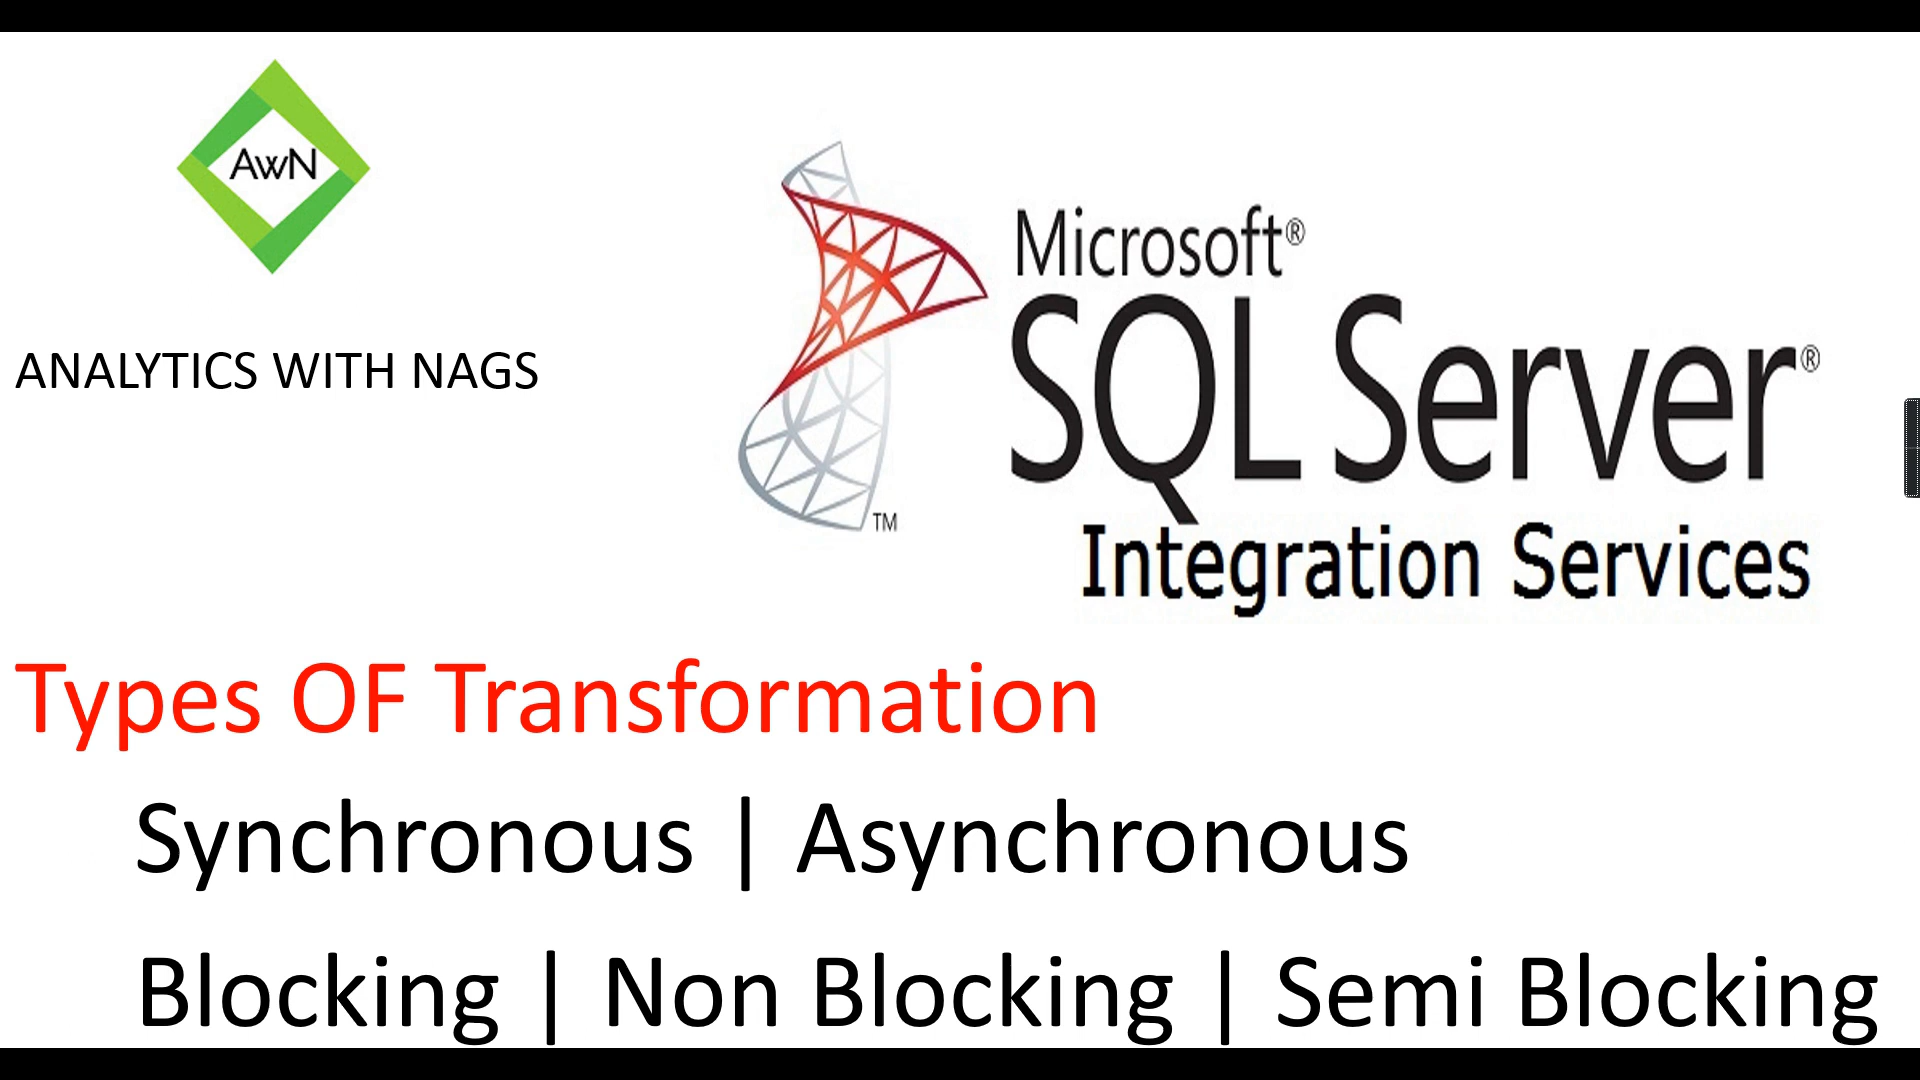 AwN
ANALYTICS WITH NAGS
Microsoft®
SQL Server®
TM
Integration Services
Types OF Transformation
Synchronous | Asynchronous
Blocking | Non Blocking | Semi Blocking